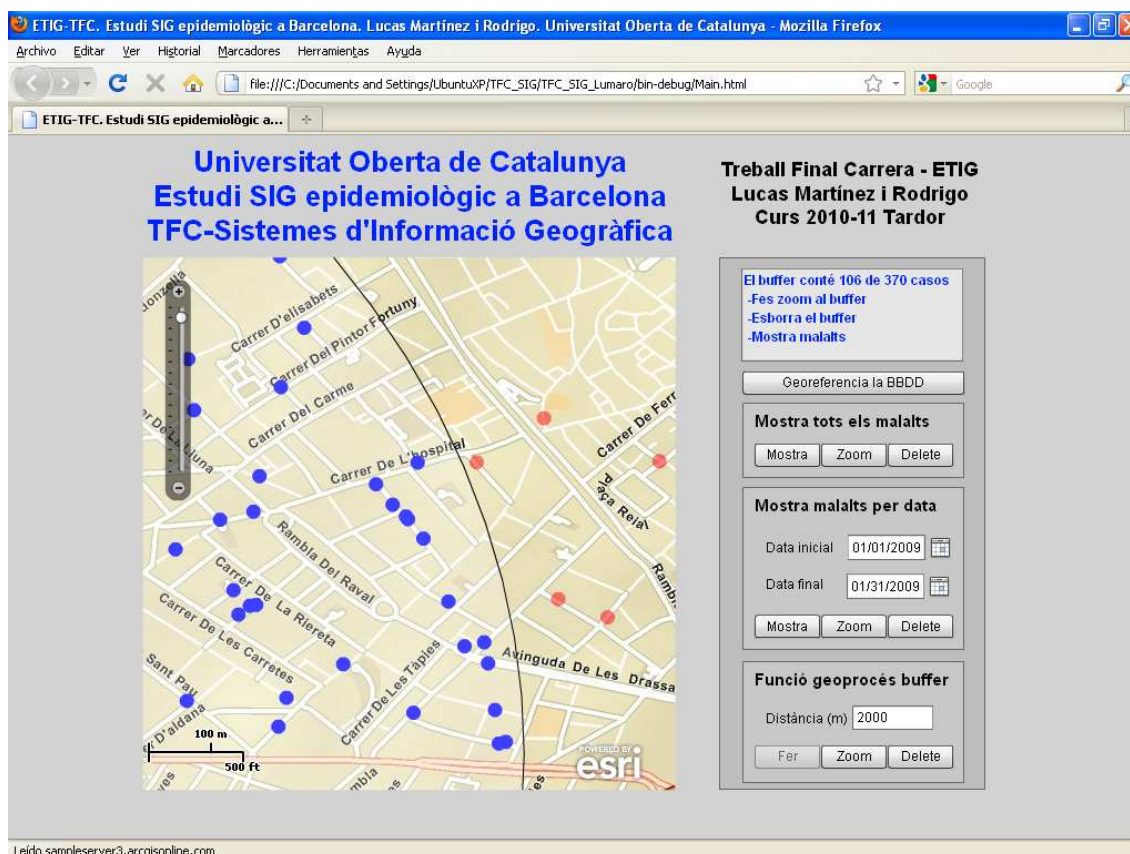 ETIG-TFC. Estudi SIG epidemiològic a Barcelona. Lucas Martínez i Rodrigo. Universitat Oberta de Catalunya - Mozilla Firefox
Archivo Editar Ver Historial Marcadores Herramientas Ayuda
file:///C:/Documents and Settings/UbuntuXP/TFC_SIG/TFC_SIG_Lumaro/bin-debug/Main.html
Google
ETIG-TFC. Estudi SIG epidemiològic a...
Universitat Oberta de Catalunya
Estudi SIG epidemiològic a Barcelona
TFC-Sistemes d'Informació Geogràfica
Treball Final Carrera - ETIG
Lucas Martínez i Rodrigo
Curs 2010-11 Tardor
El buffer conté 106 de 370 casos
-Fes zoom al buffer
-Esborra el buffer
-Mostra malalts
Georeferencia la BBDD
Mostra tots els malalts
Mostra Zoom Delete
Mostra malalts per data
Data inicial 01/01/2009
Data final 01/31/2009
Mostra Zoom Delete
Funció geoprocés buffer
Distància (m) 2000
Fer Zoom Delete
Carrer D'elisabets
Carrer Del Pintor Fortuny
Carrer Del Carme
Carrer De L'hospital
Carrer De Ferr
Plaça Reial
Rambla Del Raval
Carrer De La Riereta
Carrer De Les Carretes
Carrer De Les Tàpies
Avinguda De Les Drassa
Sant Pau
D'aldana
Rambla
100 m
500 ft
POWERED BY
esri
Leído sampleserver3.arcgisonline.com